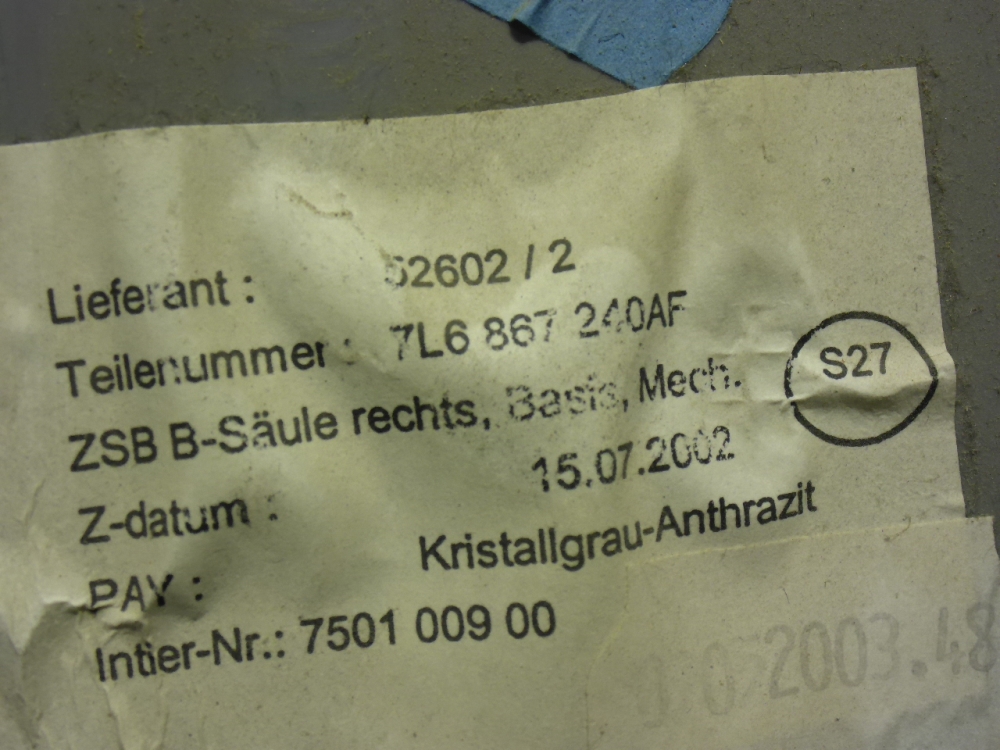 Lieferant : 52602 / 2
Teilenummer : 7L6 867 240AF
ZSB B-Säule rechts, Basis, Mech. S27
Z-datum : 15.07.2002
PAY : Kristallgrau-Anthrazit
Intier-Nr.: 7501 009 00
2003.48